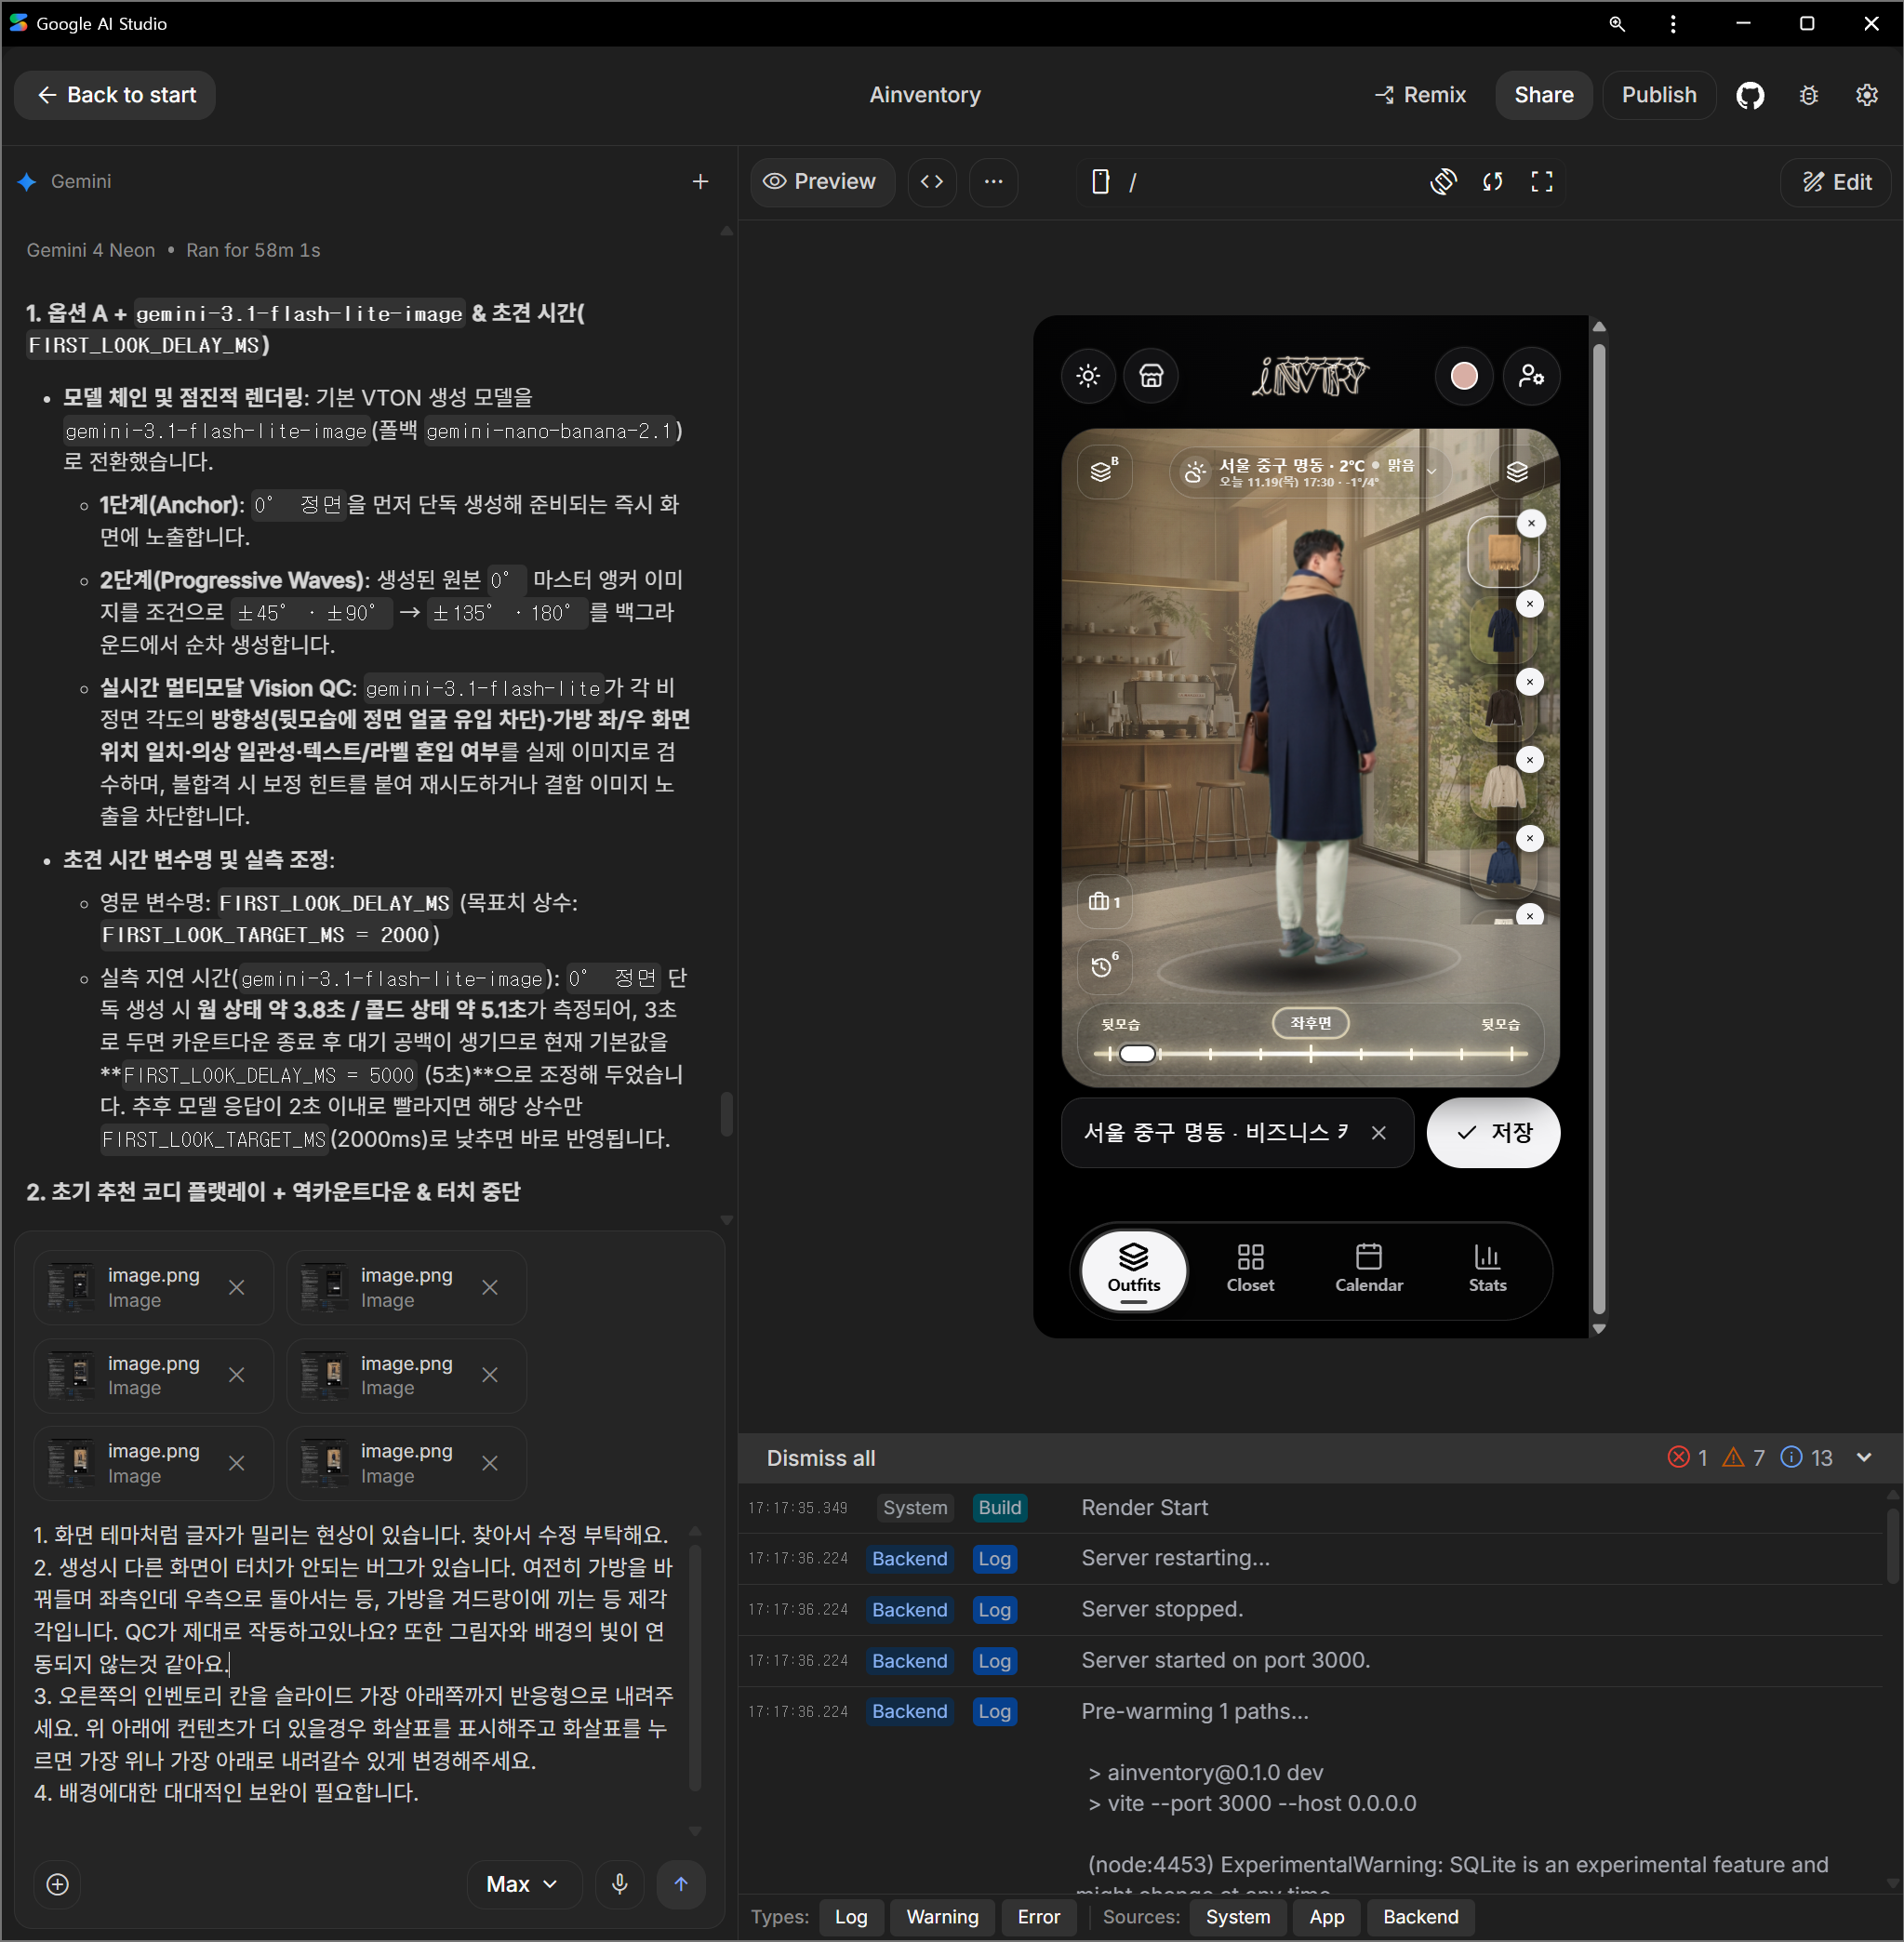 Google AI Studio
Back to start
Ainventory
Remix
Share
Publish
Gemini
Preview
/
Edit
Gemini 4 Neon • Ran for 58m 1s
1. 옵션 A + gemini-3.1-flash-lite-image & 초견 시간(
FIRST_LOOK_DELAY_MS)
• 모델 체인 및 점진적 렌더링: 기본 VTON 생성 모델을
gemini-3.1-flash-lite-image(폴백 gemini-nano-banana-2.1)
로 전환했습니다.
1단계(Anchor): 0° 정면을 먼저 단독 생성해 준비되는 즉시 화
면에 노출합니다.
2단계(Progressive Waves): 생성된 원본 0° 마스터 앵커 이미
지를 조건으로 ±45° · ±90° → ±135° · 180° 를 백그라
운드에서 순차 생성합니다.
실시간 멀티모달 Vision QC: gemini-3.1-flash-lite가 각 비
정면 각도의 방향성(뒷모습에 정면 얼굴 유입 차단)·가방 좌/우 화면
위치 일치·의상 일관성·텍스트/라벨 혼입 여부를 실제 이미지로 검
수하며, 불합격 시 보정 힌트를 붙여 재시도하거나 결함 이미지 노
출을 차단합니다.
• 초견 시간 변수명 및 실측 조정:
영문 변수명: FIRST_LOOK_DELAY_MS (목표치 상수:
FIRST_LOOK_TARGET_MS = 2000)
실측 지연 시간(gemini-3.1-flash-lite-image): 0° 정면 단
독 생성 시 웜 상태 약 3.8초 / 콜드 상태 약 5.1초가 측정되어, 3초
로 두면 카운트다운 종료 후 대기 공백이 생기므로 현재 기본값을
**FIRST_LOOK_DELAY_MS = 5000 (5초)**으로 조정해 두었습니
다. 추후 모델 응답이 2초 이내로 빨라지면 해당 상수만
FIRST_LOOK_TARGET_MS(2000ms)로 낮추면 바로 반영됩니다.
2. 초기 추천 코디 플랫레이 + 역카운트다운 & 터치 중단
image.png
Image
image.png
Image
image.png
Image
image.png
Image
image.png
Image
image.png
Image
1. 화면 테마처럼 글자가 밀리는 현상이 있습니다. 찾아서 수정 부탁해요.
2. 생성시 다른 화면이 터치가 안되는 버그가 있습니다. 여전히 가방을 바
꿔들며 좌측인데 우측으로 돌아서는 등, 가방을 겨드랑이에 끼는 등 제각
각입니다. QC가 제대로 작동하고있나요? 또한 그림자와 배경의 빛이 연
동되지 않는것 같아요.
3. 오른쪽의 인벤토리 칸을 슬라이드 가장 아래쪽까지 반응형으로 내려주
세요. 위 아래에 컨텐츠가 더 있을경우 화살표를 표시해주고 화살표를 누
르면 가장 위나 가장 아래로 내려갈수 있게 변경해주세요.
4. 배경에대한 대대적인 보완이 필요합니다.
Max
iNVTRY
B
서울 중구 명동 · 2°C • 맑음
오늘 11.19(목) 17:30 · -1°/4°
1
6
뒷모습
좌후면
뒷모습
서울 중구 명동 · 비즈니스
저장
Outfits
Closet
Calendar
Stats
Dismiss all
1
7
13
17:17:35.349 System Build Render Start
17:17:36.224 Backend Log Server restarting...
17:17:36.224 Backend Log Server stopped.
17:17:36.224 Backend Log Server started on port 3000.
17:17:36.224 Backend Log Pre-warming 1 paths...
> ainventory@0.1.0 dev
> vite --port 3000 --host 0.0.0.0
(node:4453) ExperimentalWarning: SQLite is an experimental feature and
might change at any time
Types: Log Warning Error Sources: System App Backend